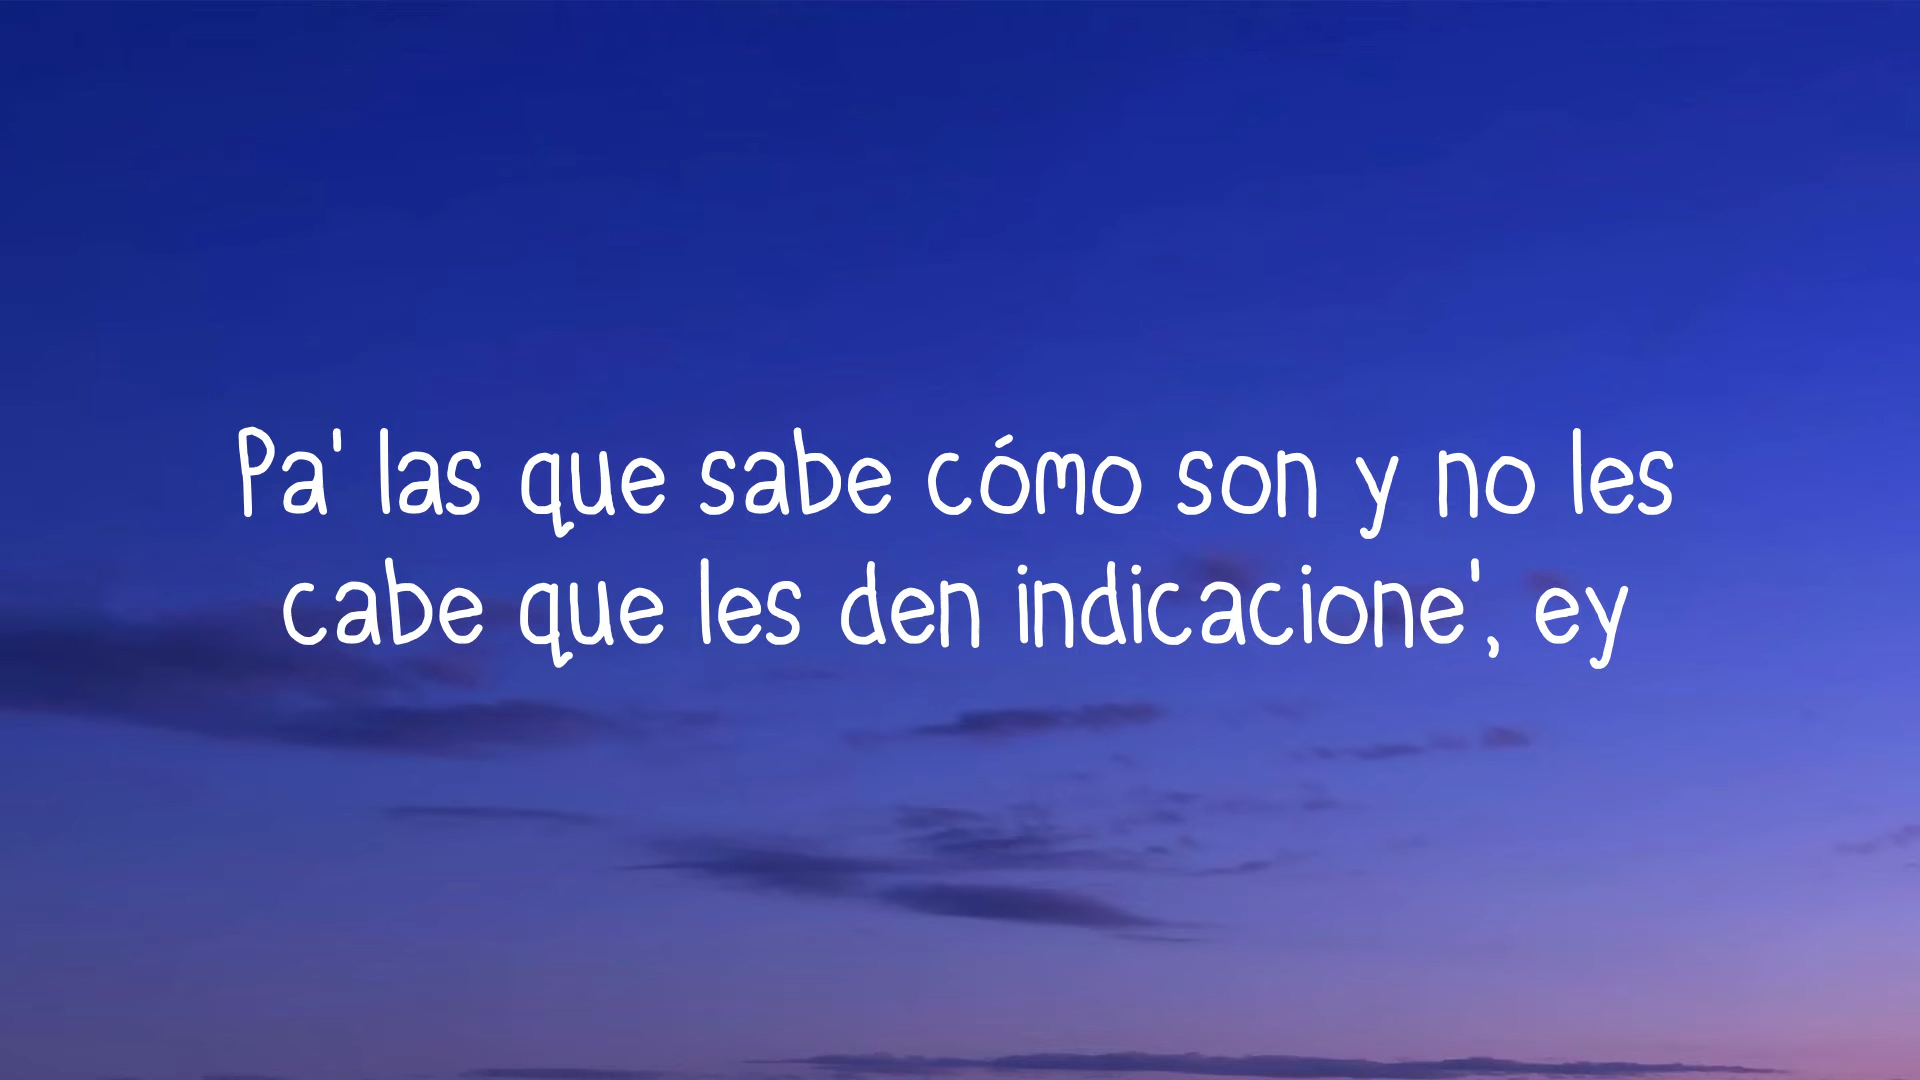 Pa' las que sabe cómo son y no les
cabe que les den indicacione', ey